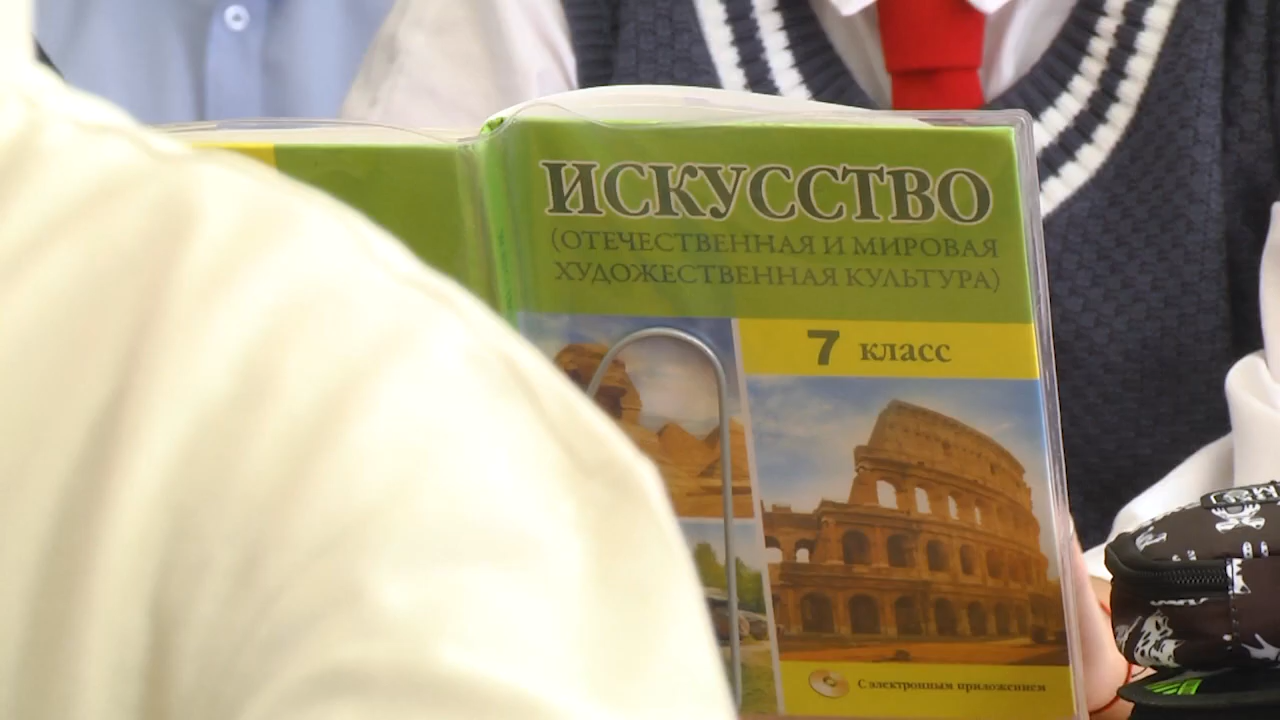 ИСКУССТВО
(ОТЕЧЕСТВЕННАЯ И МИРОВАЯ
ХУДОЖЕСТВЕННАЯ КУЛЬТУРА)
7 класс
С электронным приложением